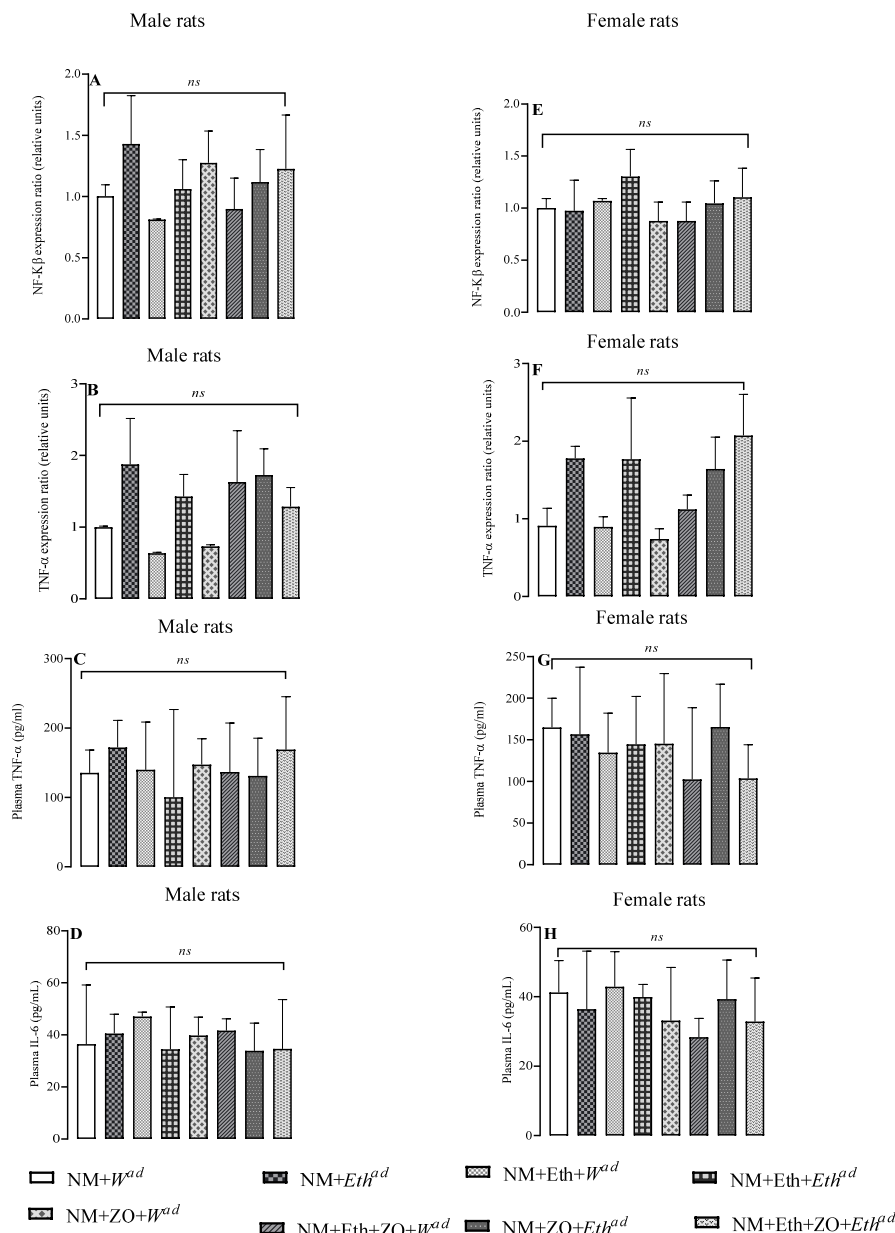 Male rats
Female rats
A
ns
NF-Kβ expression ratio (relative units)
2.0
1.5
1.0
0.5
0.0
E
ns
NF-Kβ expression ratio (relative units)
2.0
1.5
1.0
0.5
0.0
Male rats
Female rats
B
ns
TNF-α expression ratio (relative units)
3
2
1
0
F
ns
TNF-α expression ratio (relative units)
3
2
1
0
Male rats
Female rats
C
ns
Plasma TNF-α (pg/ml)
300
200
100
0
G
ns
Plasma TNF-α (pg/ml)
250
200
150
100
50
0
Male rats
Female rats
D
ns
Plasma IL-6 (pg/mL)
80
60
40
20
0
H
ns
Plasma IL-6 (pg/mL)
60
40
20
0
NM+W^ad
NM+Eth^ad
NM+Eth+W^ad
NM+Eth+Eth^ad
NM+ZO+W^ad
NM+Eth+ZO+W^ad
NM+ZO+Eth^ad
NM+Eth+ZO+Eth^ad